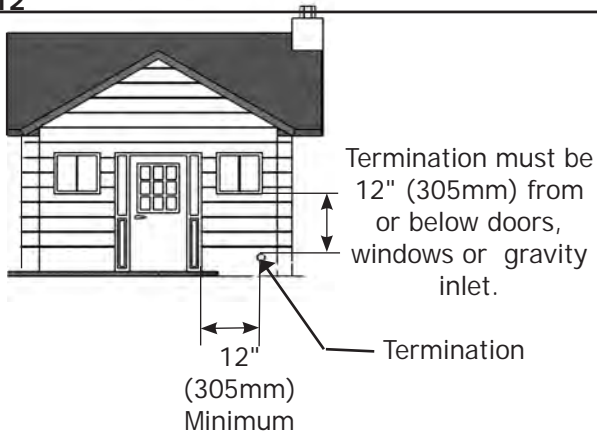 12
Termination must be
12" (305mm) from
or below doors,
windows or gravity
inlet.
Termination
12"
(305mm)
Minimum